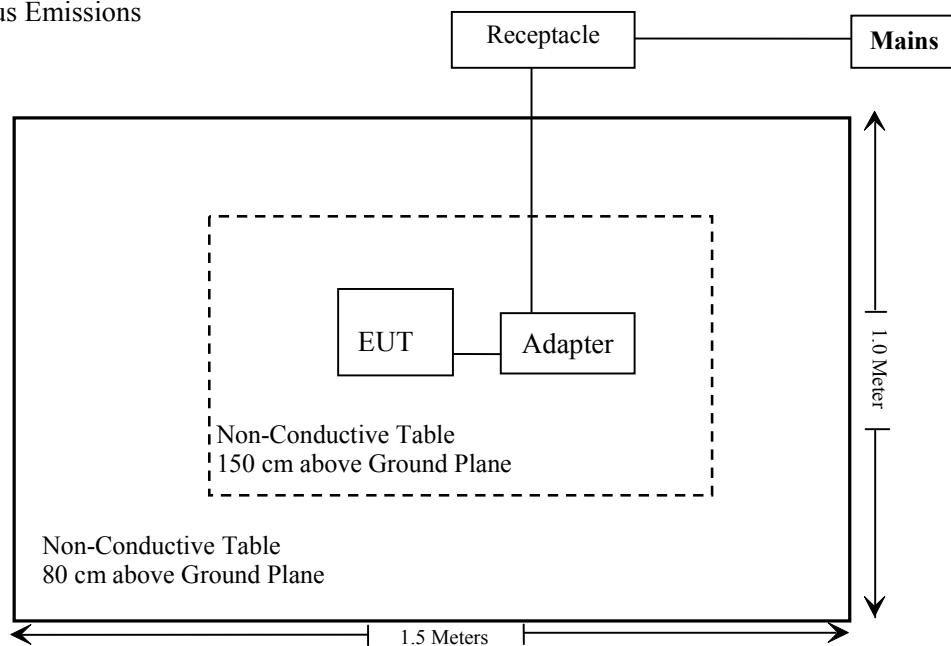 us Emissions
Receptacle
Mains
EUT
Adapter
1.0 Meter
Non-Conductive Table
150 cm above Ground Plane
Non-Conductive Table
80 cm above Ground Plane
1.5 Meters